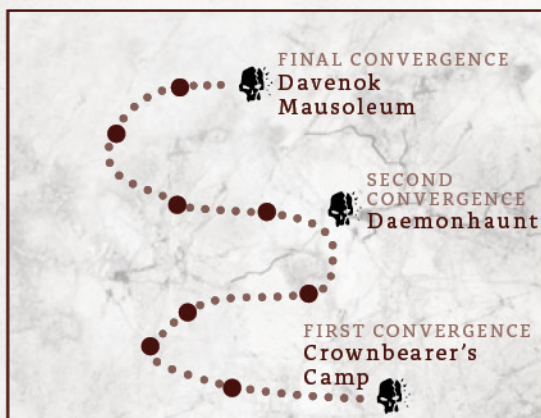 FINAL CONVERGENCE
Davenok
Mausoleum
SECOND
CONVERGENCE
Daemonhaunt
FIRST CONVERGENCE
Crownbearer's
Camp